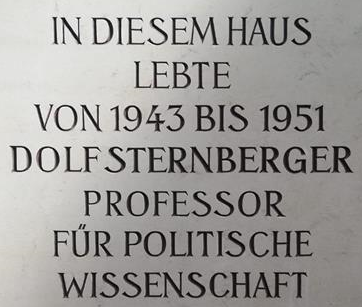 IN DIESEM HAUS
LEBTE
VON 1943 BIS 1951
DOLF STERNBERGER
PROFESSOR
FÜR POLITISCHE
WISSENSCHAFT